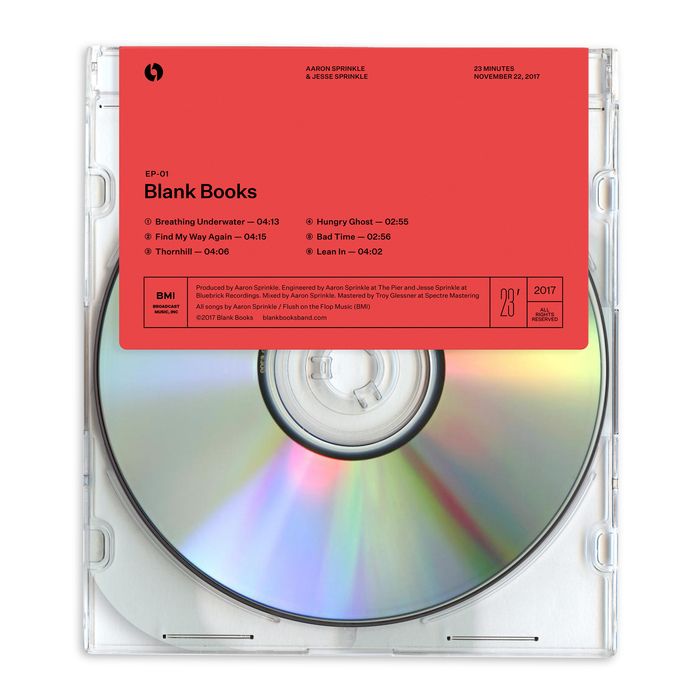 AARON SPRINKLE
& JESSE SPRINKLE
23 MINUTES
NOVEMBER 22, 2017
EP-01
Blank Books
① Breathing Underwater — 04:13
② Find My Way Again — 04:15
③ Thornhill — 04:06
④ Hungry Ghost — 02:55
⑤ Bad Time — 02:56
⑥ Lean In — 04:02
BMI
BROADCAST
MUSIC, INC
Produced by Aaron Sprinkle. Engineered by Aaron Sprinkle at The Pier and Jesse Sprinkle at
Bluebrick Recordings. Mixed by Aaron Sprinkle. Mastered by Troy Glessner at Spectre Mastering
All songs by Aaron Sprinkle / Flush on the Flop Music (BMI)
©2017 Blank Books blankbooksband.com
23'
2017
ALL
RIGHTS
RESERVED